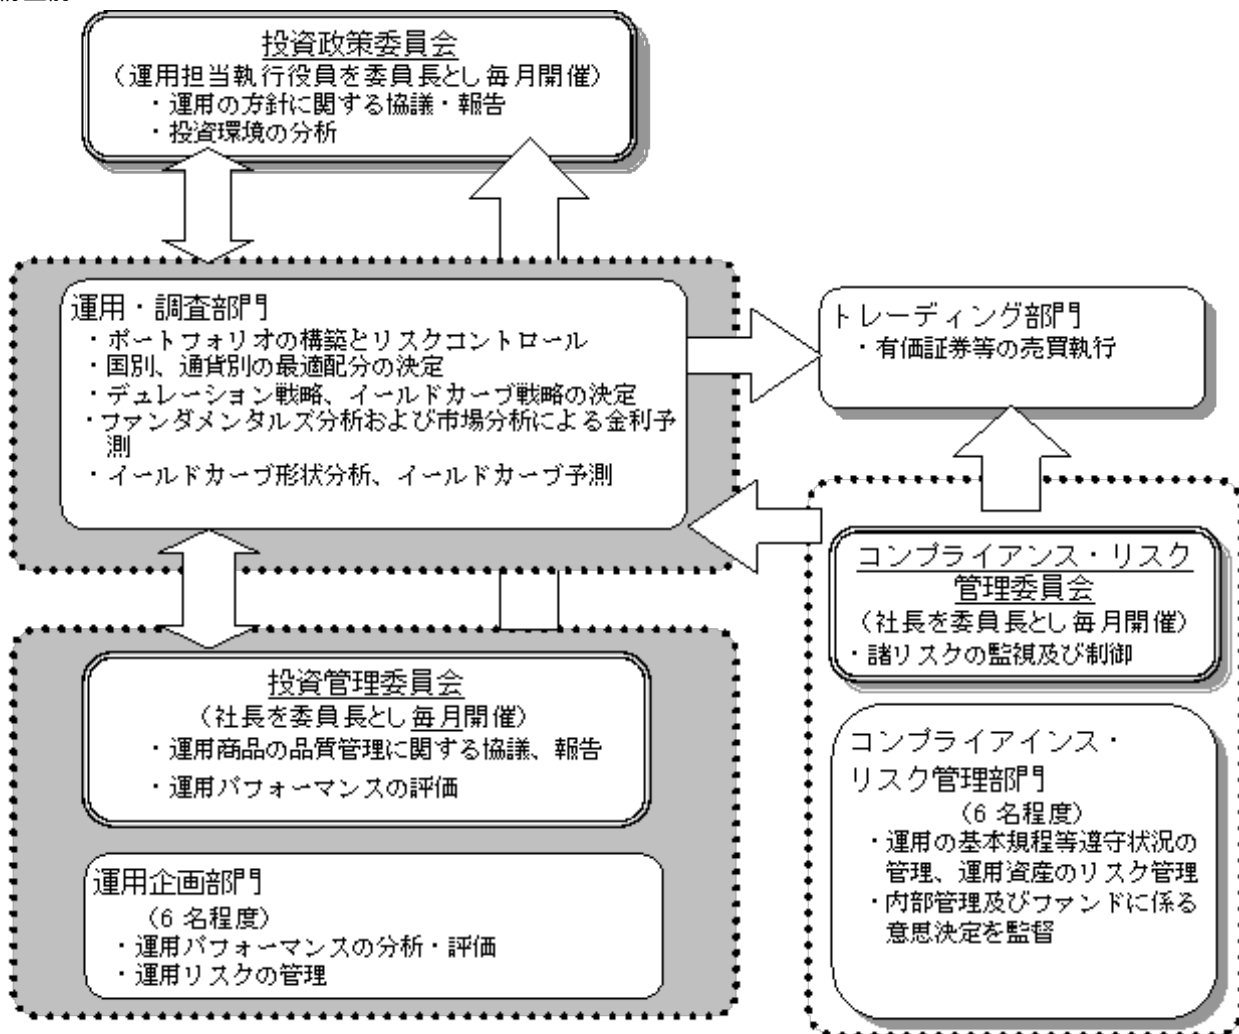 投資政策委員会
（運用担当執行役員を委員長とし毎月開催）
・運用の方針に関する協議・報告
・投資環境の分析
運用・調査部門
・ポートフォリオの構築とリスクコントロール
・国別、通貨別の最適配分の決定
・デュレーション戦略、イールドカーブ戦略の決定
・ファンダメンタルズ分析および市場分析による金利予
測
・イールドカーブ形状分析、イールドカーブ予測
トレーディング部門
・有価証券等の売買執行
コンプライアンス・リスク
管理委員会
（社長を委員長とし毎月開催）
・諸リスクの監視及び制御
投資管理委員会
（社長を委員長とし毎月開催）
・運用商品の品質管理に関する協議、報告
・運用パフォーマンスの評価
運用企画部門
（6 名程度）
・運用パフォーマンスの分析・評価
・運用リスクの管理
コンプライアインス・
リスク管理部門
（6 名程度）
・運用の基本規程等遵守状況の
管理、運用資産のリスク管理
・内部管理及びファンドに係る
意思決定を監督